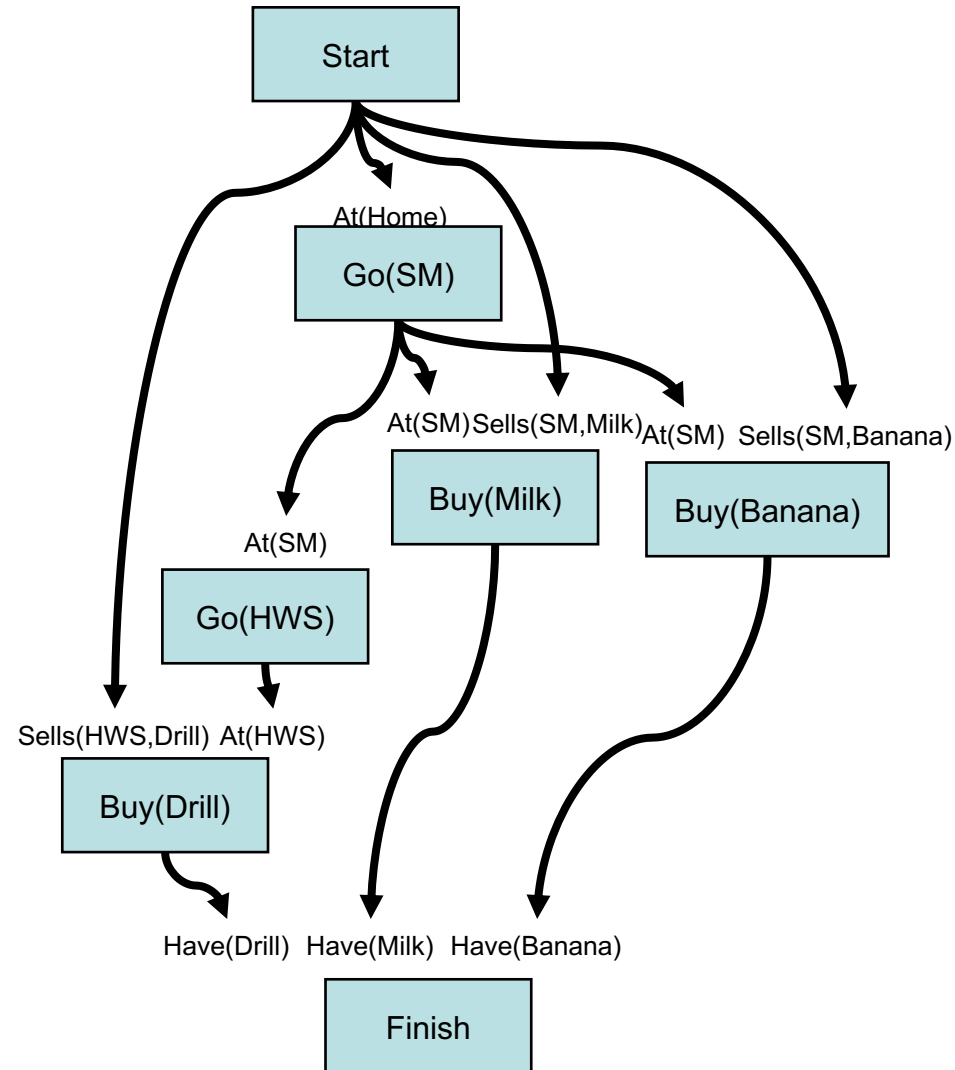 Start
At(Home)
Go(SM)
At(SM) Sells(SM,Milk) At(SM) Sells(SM,Banana)
Buy(Milk)
Buy(Banana)
At(SM)
Go(HWS)
Sells(HWS,Drill) At(HWS)
Buy(Drill)
Have(Drill) Have(Milk) Have(Banana)
Finish